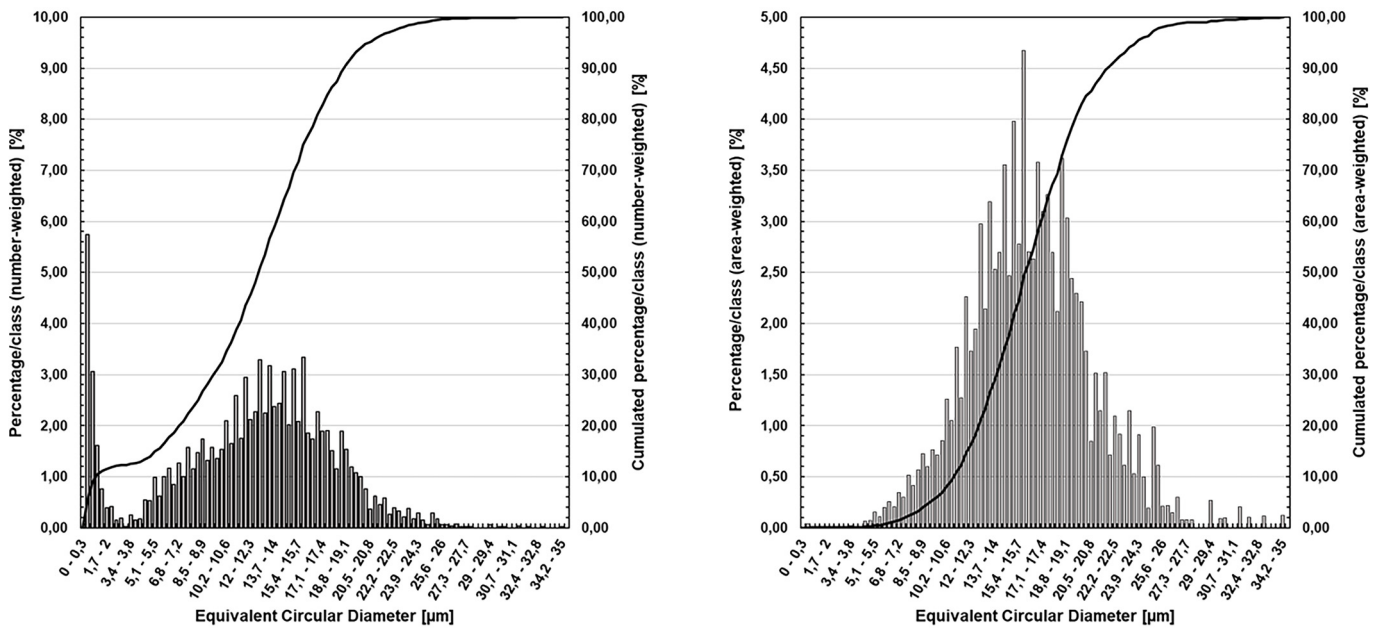 10,00
9,00
8,00
7,00
6,00
5,00
4,00
3,00
2,00
1,00
0,00
Percentage/class (number-weighted) [%]
100,00
90,00
80,00
70,00
60,00
50,00
40,00
30,00
20,00
10,00
0,00
Cumulated percentage/class (number-weighted) [%]
0 - 0,3
1,7 - 2
3,4 - 3,8
5,1 - 5,5
6,8 - 7,2
8,5 - 8,9
10,2 - 10,6
12 - 12,3
13,7 - 14
15,4 - 15,7
17,1 - 17,4
18,8 - 19,1
20,5 - 20,8
22,2 - 22,5
23,9 - 24,3
25,6 - 26
27,3 - 27,7
29 - 29,4
30,7 - 31,1
32,4 - 32,8
34,2 - 35
Equivalent Circular Diameter [µm]
5,00
4,50
4,00
3,50
3,00
2,50
2,00
1,50
1,00
0,50
0,00
Percentage/class (area-weighted) [%]
100,00
90,00
80,00
70,00
60,00
50,00
40,00
30,00
20,00
10,00
0,00
Cumulated percentage/class (area-weighted) [%]
0 - 0,3
1,7 - 2
3,4 - 3,8
5,1 - 5,5
6,8 - 7,2
8,5 - 8,9
10,2 - 10,6
12 - 12,3
13,7 - 14
15,4 - 15,7
17,1 - 17,4
18,8 - 19,1
20,5 - 20,8
22,2 - 22,5
23,9 - 24,3
25,6 - 26
27,3 - 27,7
29 - 29,4
30,7 - 31,1
32,4 - 32,8
34,2 - 35
Equivalent Circular Diameter [µm]